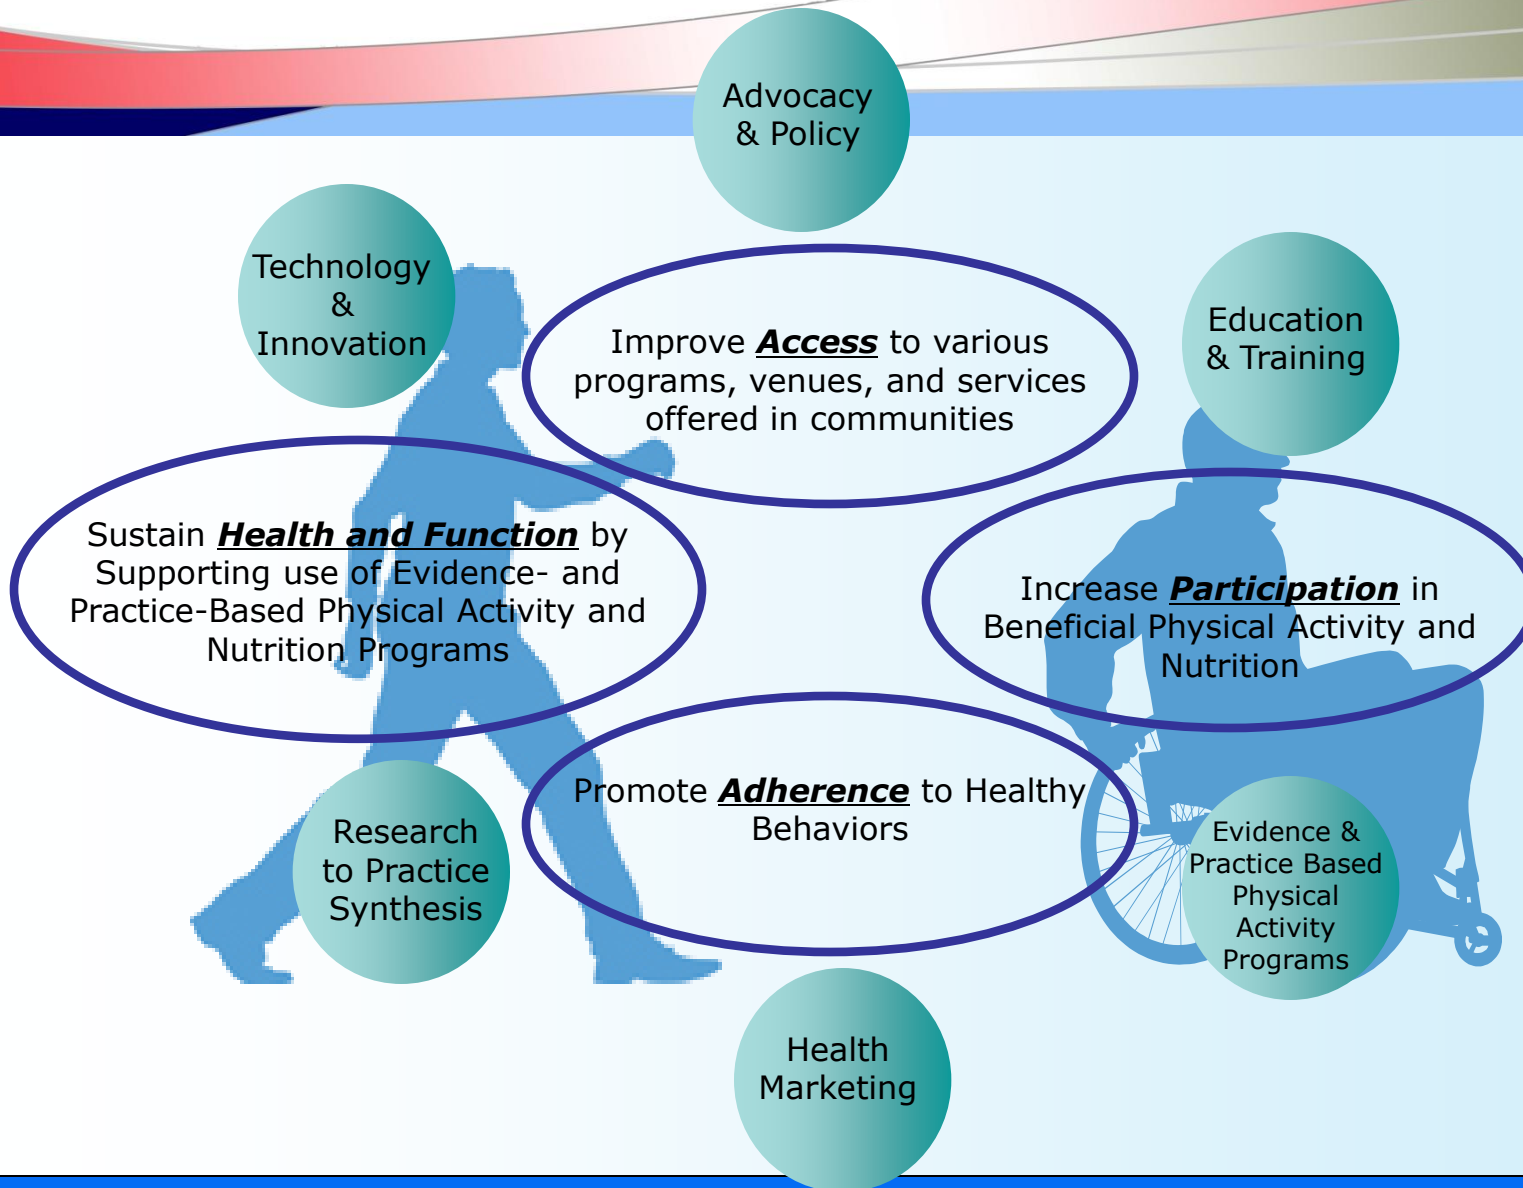 Advocacy
& Policy
Technology
&
Innovation
Education
& Training
Improve Access to various
programs, venues, and services
offered in communities
Sustain Health and Function by
Supporting use of Evidence- and
Practice-Based Physical Activity and
Nutrition Programs
Increase Participation in
Beneficial Physical Activity and
Nutrition
Promote Adherence to Healthy
Behaviors
Research
to Practice
Synthesis
Evidence &
Practice Based
Physical
Activity
Programs
Health
Marketing